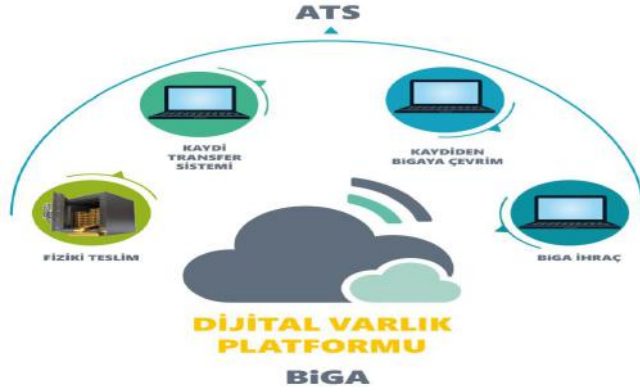 ATS
KAYDİ
TRANSFER
SİSTEMİ
KAYDİDEN
BİGAYA ÇEVRİM
FİZİKİ TESLİM
BİGA İHRAÇ
DİJİTAL VARLIK
PLATFORMU
BİGA